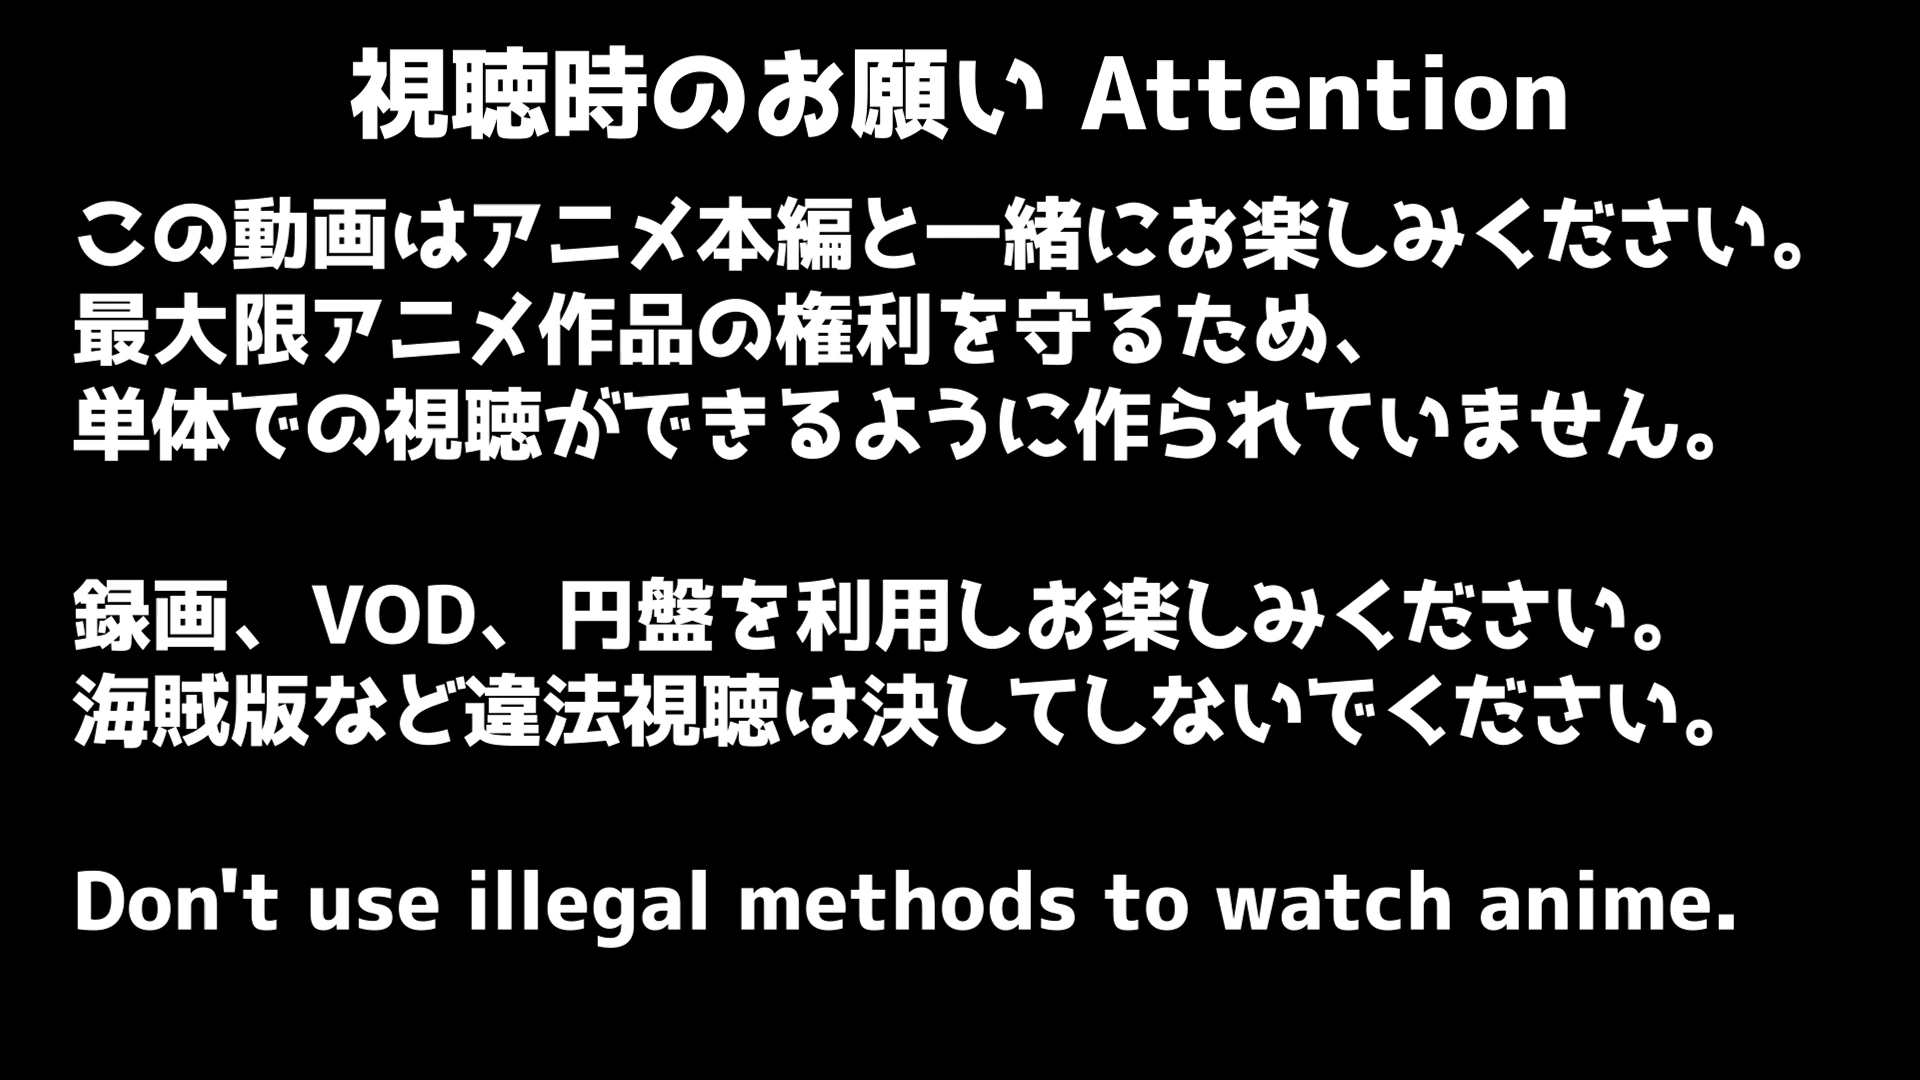 視聴時のお願い Attention
この動画はアニメ本編と一緒にお楽しみください。
最大限アニメ作品の権利を守るため、
単体での視聴ができるように作られていません。
録画、VOD、円盤を利用しお楽しみください。
海賊版など違法視聴は決してしないでください。
Don't use illegal methods to watch anime.